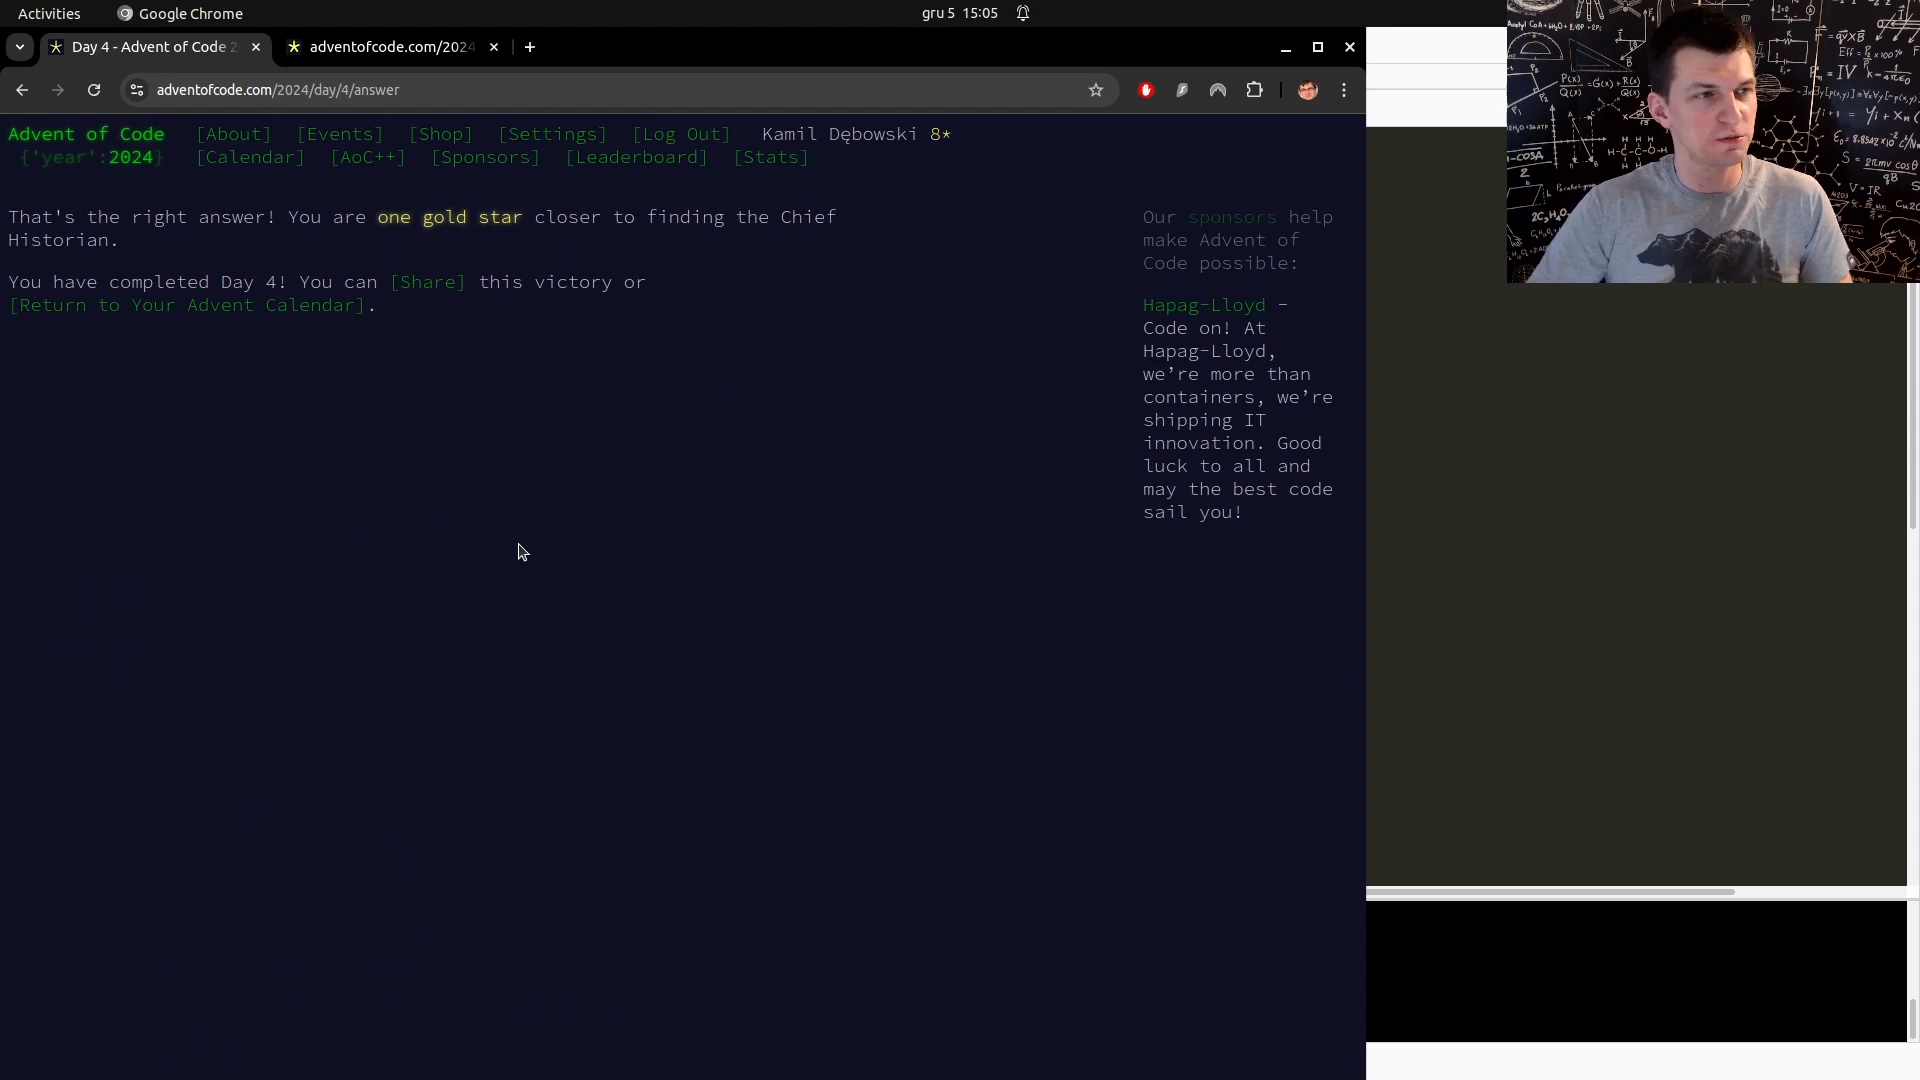 Activities Google Chrome gru 5 15:05
Day 4 - Advent of Code 2 adventofcode.com/2024
adventofcode.com/2024/day/4/answer
Advent of Code [About] [Events] [Shop] [Settings] [Log Out] Kamil Dębowski 8*
{'year':2024} [Calendar] [AoC++] [Sponsors] [Leaderboard] [Stats]
That's the right answer! You are one gold star closer to finding the Chief
Historian.
You have completed Day 4! You can [Share] this victory or
[Return to Your Advent Calendar].
Our sponsors help
make Advent of
Code possible:
Hapag-Lloyd -
Code on! At
Hapag-Lloyd,
we’re more than
containers, we’re
shipping IT
innovation. Good
luck to all and
may the best code
sail you!